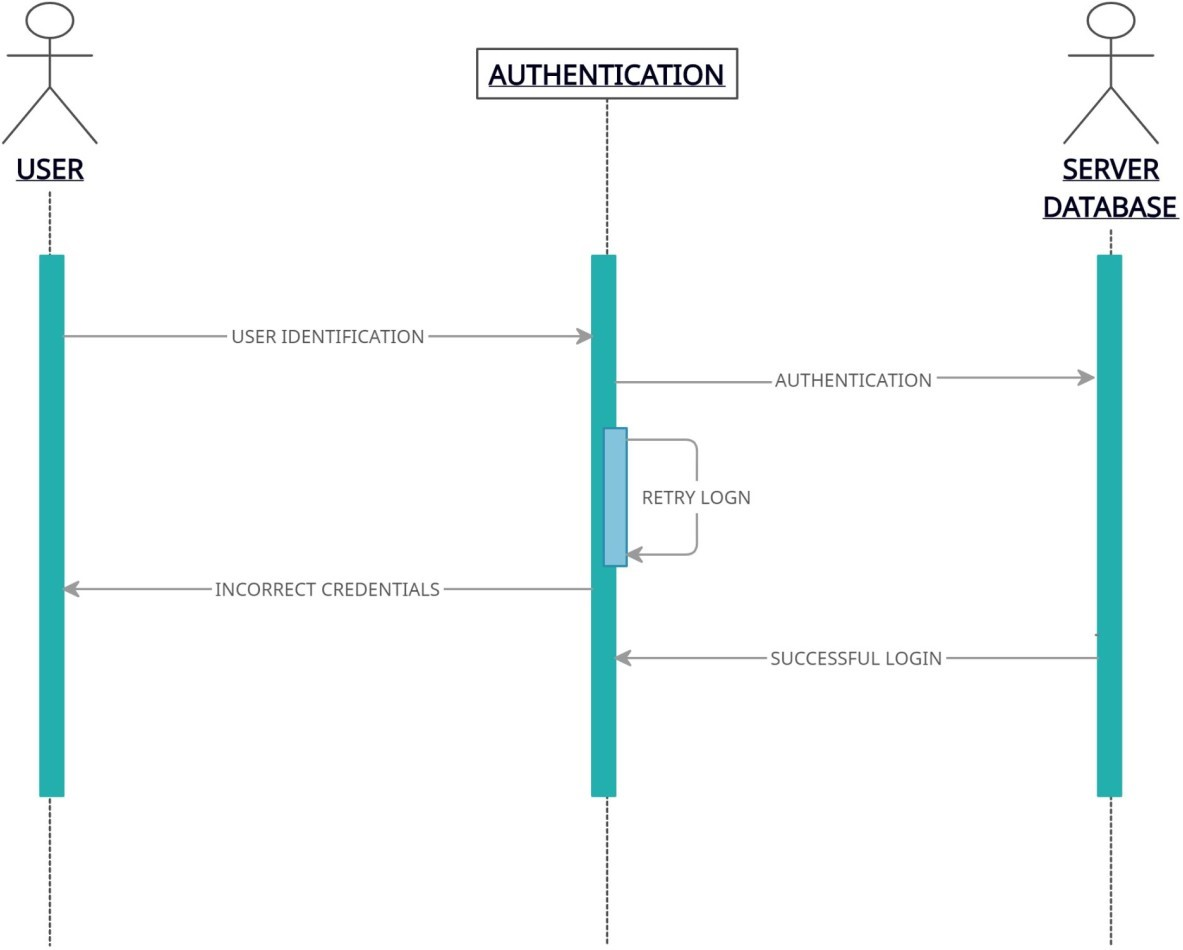 AUTHENTICATION
USER
SERVER
DATABASE
USER IDENTIFICATION
AUTHENTICATION
RETRY LOGN
INCORRECT CREDENTIALS
SUCCESSFUL LOGIN